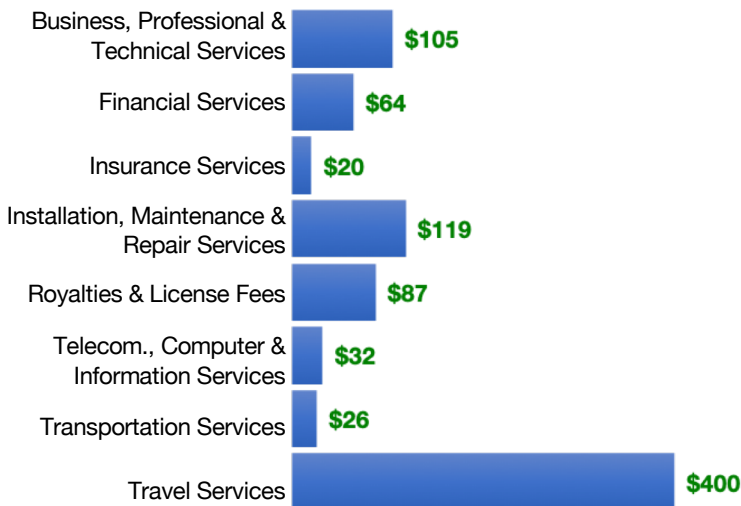 Business, Professional &
Technical Services
$105
Financial Services
$64
Insurance Services
$20
Installation, Maintenance &
Repair Services
$119
Royalties & License Fees
$87
Telecom., Computer &
Information Services
$32
Transportation Services
$26
Travel Services
$400